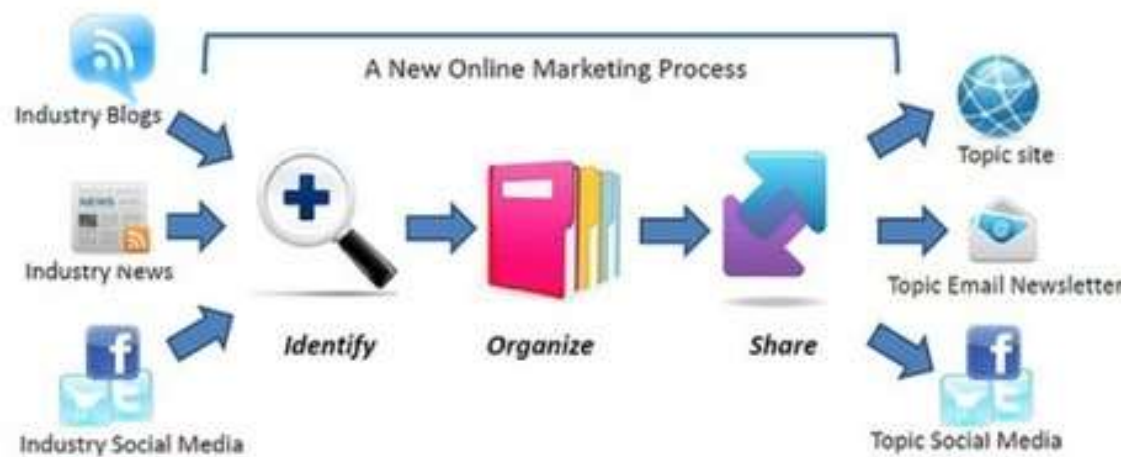 A New Online Marketing Process
Industry Blogs
Topic site
NEWS
Industry News
Topic Email Newsletter
Identify
Organize
Share
Industry Social Media
Topic Social Media